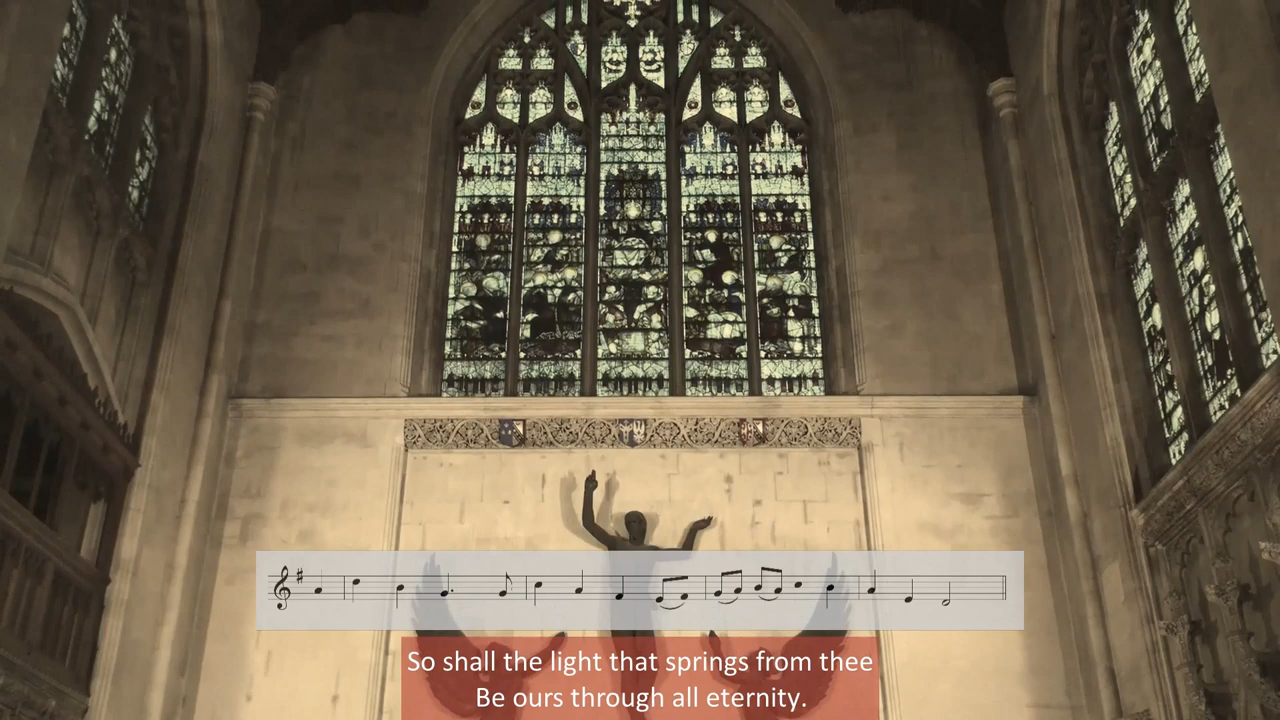 So shall the light that springs from thee
Be ours through all eternity.